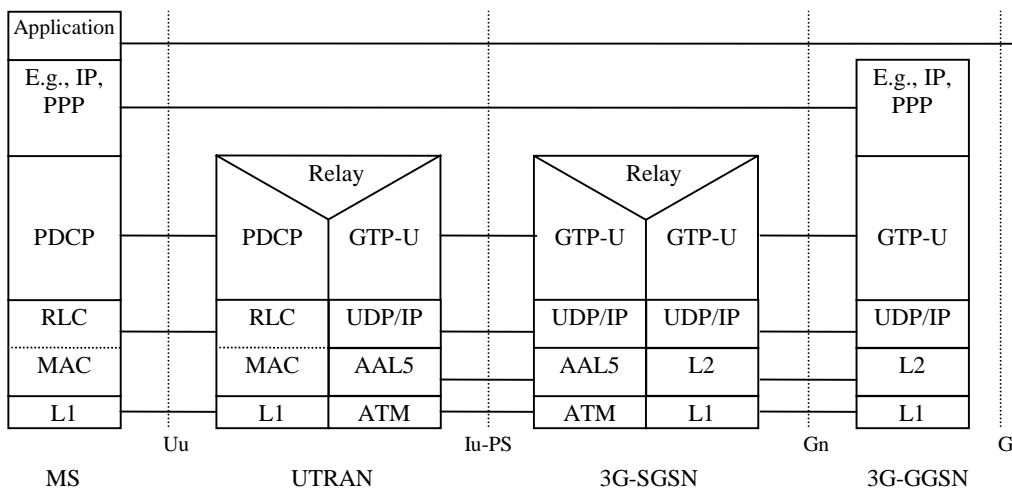 Application
E.g., IP,
PPP
E.g., IP,
PPP
Relay
Relay
PDCP
PDCP
GTP-U
GTP-U
GTP-U
GTP-U
RLC
RLC
UDP/IP
UDP/IP
UDP/IP
UDP/IP
MAC
MAC
AAL5
AAL5
L2
L2
L1
L1
ATM
ATM
L1
L1
Uu
Iu-PS
Gn
G
MS
UTRAN
3G-SGSN
3G-GGSN